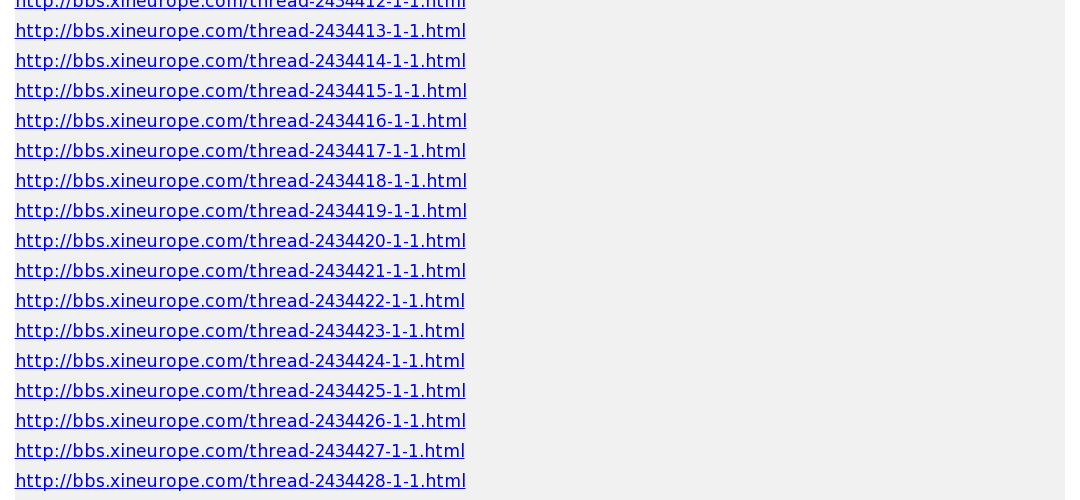 http://bbs.xineurope.com/thread-2434412-1-1.html
http://bbs.xineurope.com/thread-2434413-1-1.html
http://bbs.xineurope.com/thread-2434414-1-1.html
http://bbs.xineurope.com/thread-2434415-1-1.html
http://bbs.xineurope.com/thread-2434416-1-1.html
http://bbs.xineurope.com/thread-2434417-1-1.html
http://bbs.xineurope.com/thread-2434418-1-1.html
http://bbs.xineurope.com/thread-2434419-1-1.html
http://bbs.xineurope.com/thread-2434420-1-1.html
http://bbs.xineurope.com/thread-2434421-1-1.html
http://bbs.xineurope.com/thread-2434422-1-1.html
http://bbs.xineurope.com/thread-2434423-1-1.html
http://bbs.xineurope.com/thread-2434424-1-1.html
http://bbs.xineurope.com/thread-2434425-1-1.html
http://bbs.xineurope.com/thread-2434426-1-1.html
http://bbs.xineurope.com/thread-2434427-1-1.html
http://bbs.xineurope.com/thread-2434428-1-1.html